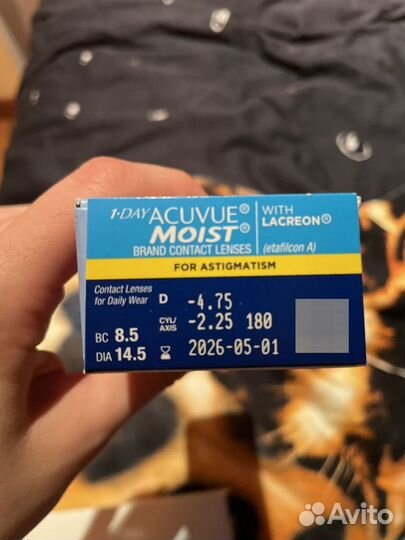 1-DAY ACUVUE® MOIST® WITH LACREON®
BRAND CONTACT LENSES (etafilcon A)
FOR ASTIGMATISM
Contact Lenses for Daily Wear
D -4.75
CYL/AXIS -2.25 180
BC 8.5
DIA 14.5
2026-05-01
Avito